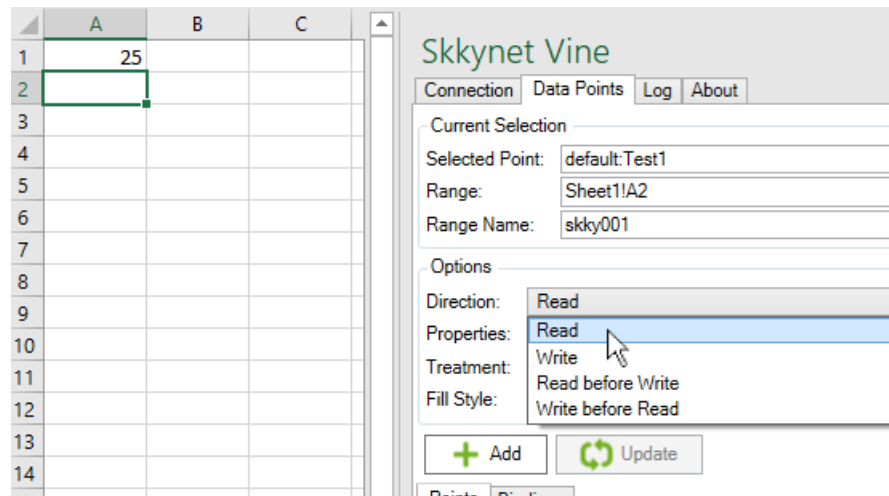 A B C
1 25
2
3
4
5
6
7
8
9
10
11
12
13
14
Skkynet Vine
Connection Data Points Log About
Current Selection
Selected Point: default:Test1
Range: Sheet1!A2
Range Name: skky001
Options
Direction: Read
Properties: Read
Write
Treatment: Read before Write
Fill Style: Write before Read
Add Update
Points